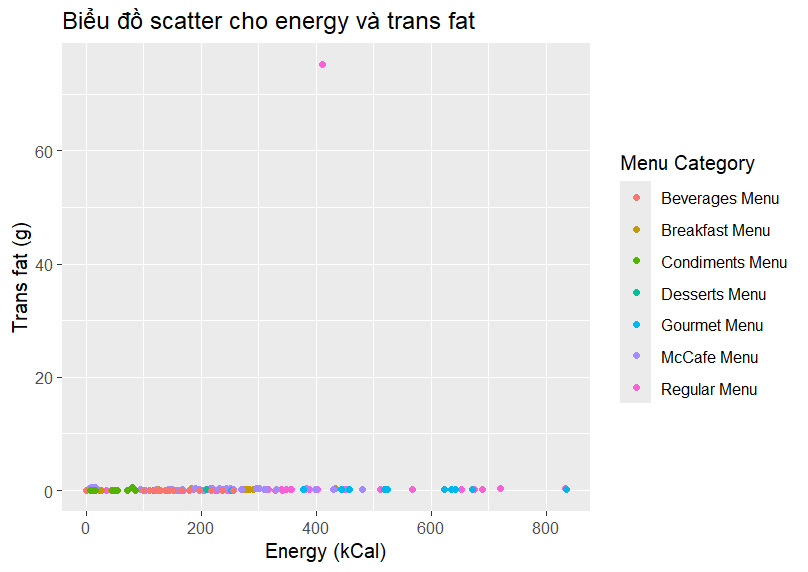 Biểu đồ scatter cho energy và trans fat
Trans fat (g)
60
40
20
0
0 200 400 600 800
Energy (kCal)
Menu Category
Beverages Menu
Breakfast Menu
Condiments Menu
Desserts Menu
Gourmet Menu
McCafe Menu
Regular Menu